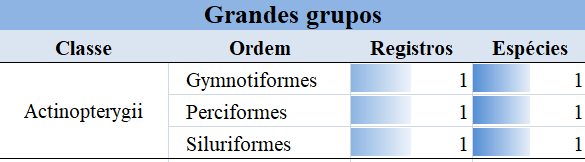 Grandes grupos
Classe Ordem Registros Espécies
Gymnotiformes 1 1
Actinopterygii Perciformes 1 1
Siluriformes 1 1